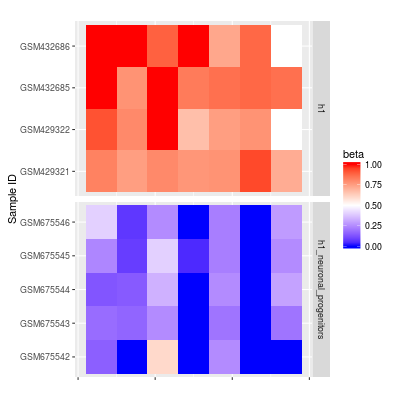 GSM432686
GSM432685
GSM429322
GSM429321
h1
GSM675546
GSM675545
GSM675544
GSM675543
GSM675542
h1_neuronal_progenitors
Sample ID
beta
1.00
0.75
0.50
0.25
0.00